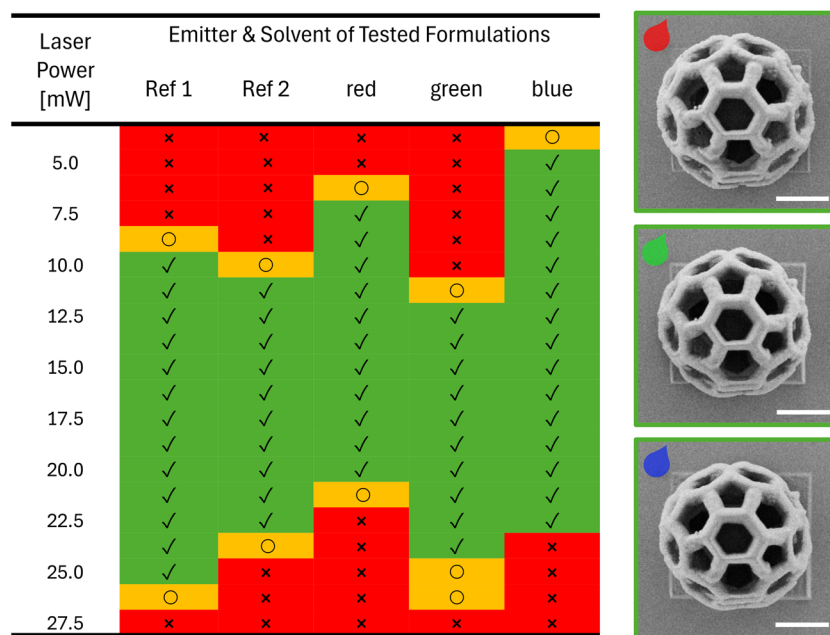 Laser
Power
[mW]
Emitter & Solvent of Tested Formulations
Ref 1 Ref 2 red green blue
× × × × ○
5.0 × × × × ✓
× × ○ × ✓
7.5 × × ✓ × ✓
○ × ✓ × ✓
10.0 ✓ ○ ✓ × ✓
✓ ✓ ✓ ○ ✓
12.5 ✓ ✓ ✓ ✓ ✓
✓ ✓ ✓ ✓ ✓
15.0 ✓ ✓ ✓ ✓ ✓
✓ ✓ ✓ ✓ ✓
17.5 ✓ ✓ ✓ ✓ ✓
✓ ✓ ✓ ✓ ✓
20.0 ✓ ✓ ✓ ✓ ✓
✓ ✓ ○ ✓ ✓
22.5 ✓ ✓ × ✓ ✓
✓ ○ × ✓ ×
25.0 ✓ × × ○ ×
○ × × ○ ×
27.5 × × × × ×